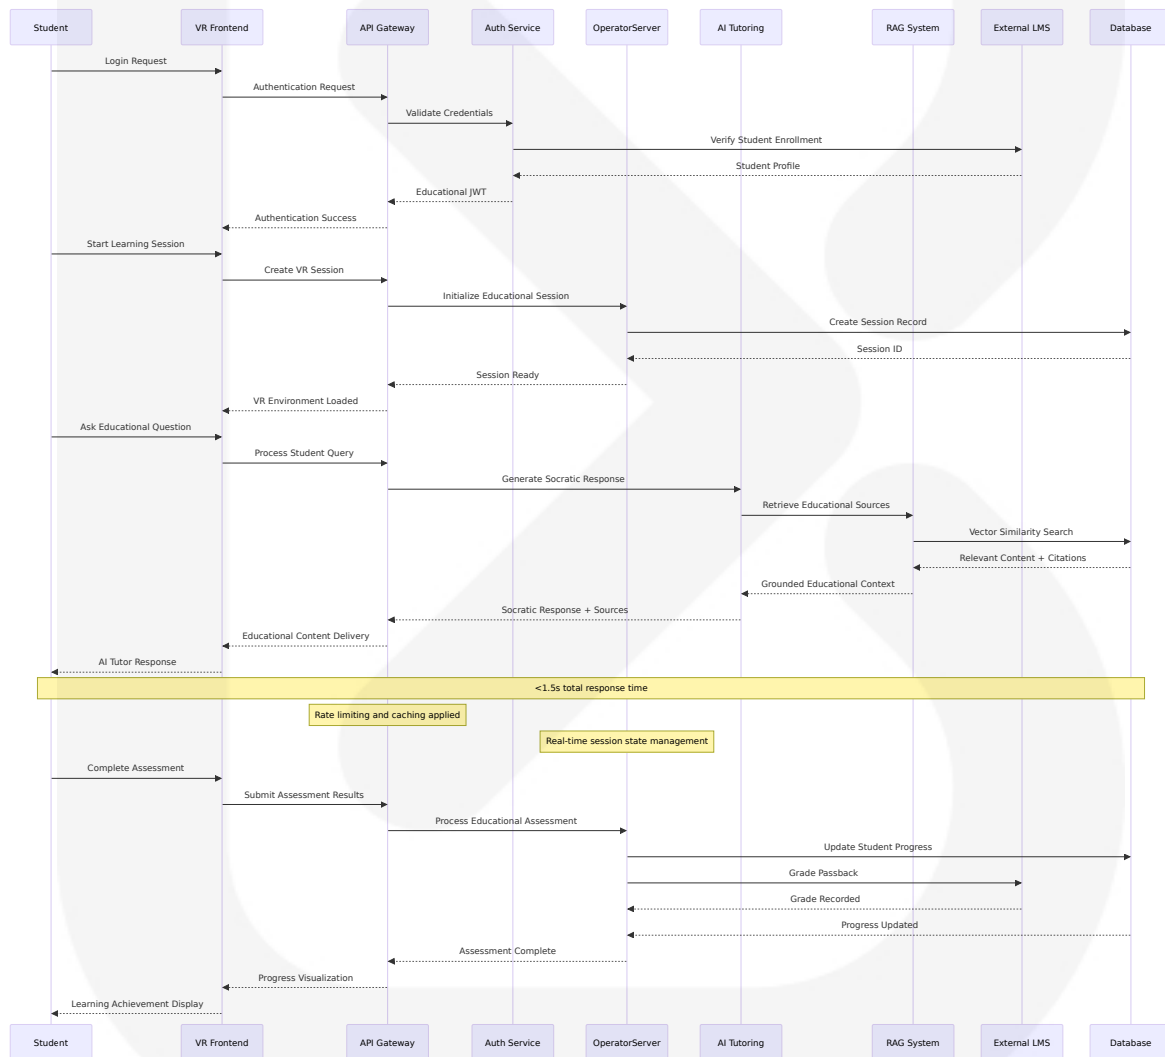 Student
VR Frontend
API Gateway
Auth Service
OperatorServer
AI Tutoring
RAG System
External LMS
Database
Login Request
Authentication Request
Validate Credentials
Verify Student Enrollment
Student Profile
Educational JWT
Authentication Success
Start Learning Session
Create VR Session
Initialize Educational Session
Create Session Record
Session ID
Session Ready
VR Environment Loaded
Ask Educational Question
Process Student Query
Generate Socratic Response
Retrieve Educational Sources
Vector Similarity Search
Relevant Content + Citations
Grounded Educational Context
Socratic Response + Sources
Educational Content Delivery
AI Tutor Response
<1.5s total response time
Rate limiting and caching applied
Real-time session state management
Complete Assessment
Submit Assessment Results
Process Educational Assessment
Update Student Progress
Grade Passback
Grade Recorded
Progress Updated
Assessment Complete
Progress Visualization
Learning Achievement Display
Student
VR Frontend
API Gateway
Auth Service
OperatorServer
AI Tutoring
RAG System
External LMS
Database